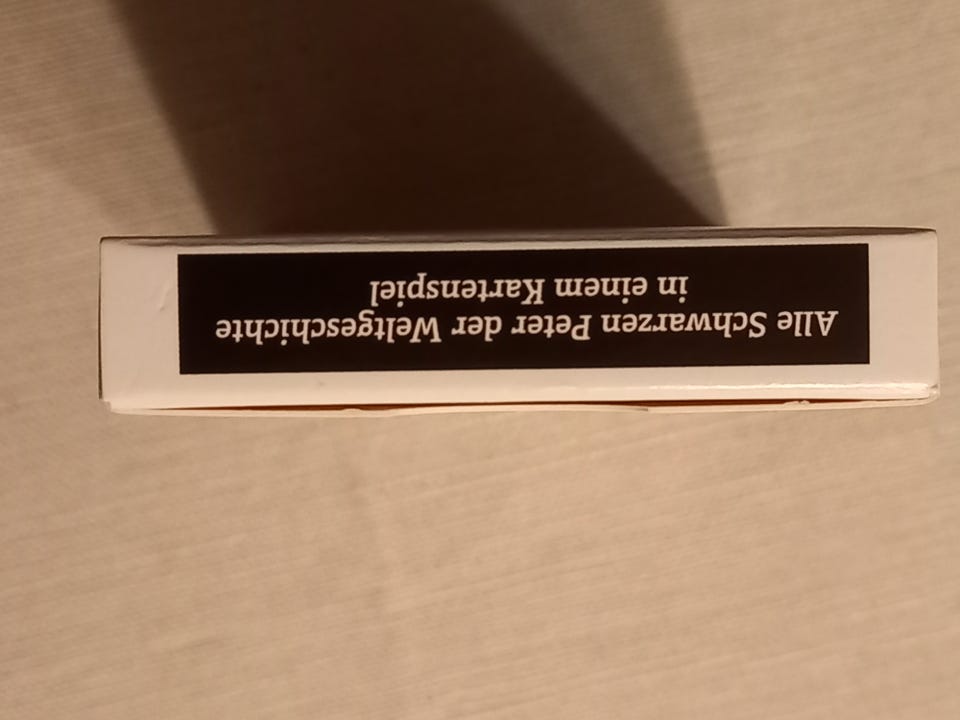 Alle Schwarzen Peter der Weltgeschichte
in einem Kartenspiel